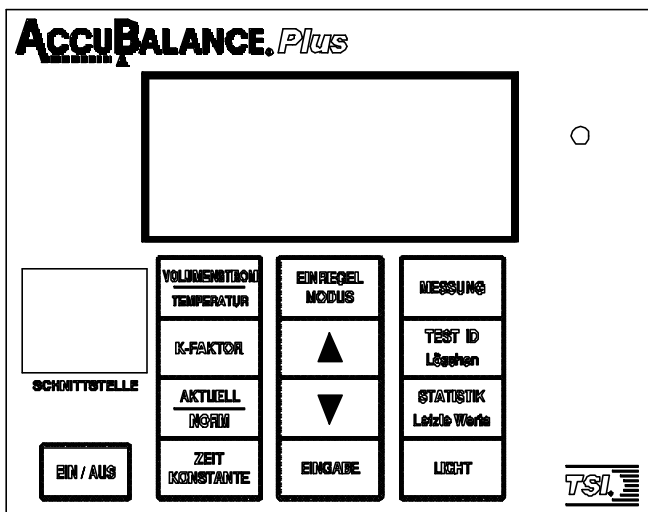 ACCUBALANCE® Plus
VOLUMENSTROM
TEMPERATUR
EINREGEL
MODUS
MESSUNG
K-FAKTOR
▲
TEST ID
Löschen
SCHNITTSTELLE
AKTUELL
NORM
▼
STATISTIK
Letzte Werte
EIN / AUS
ZEIT
KONSTANTE
EINGABE
LICHT
TSI®